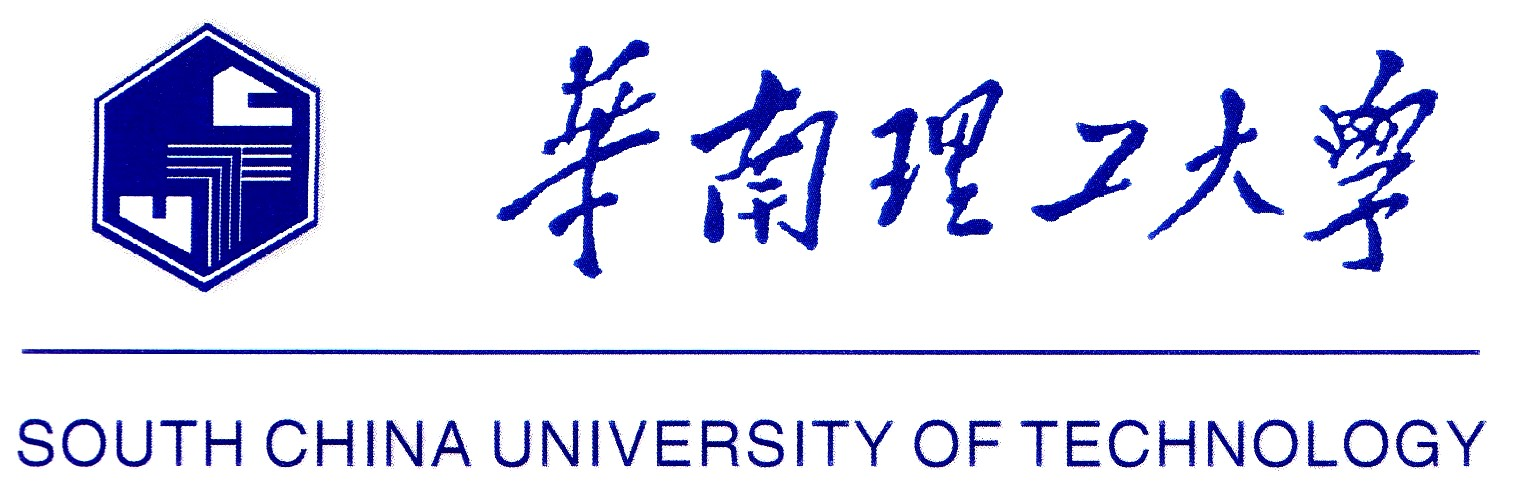 華南理工大學
SOUTH CHINA UNIVERSITY OF TECHNOLOGY